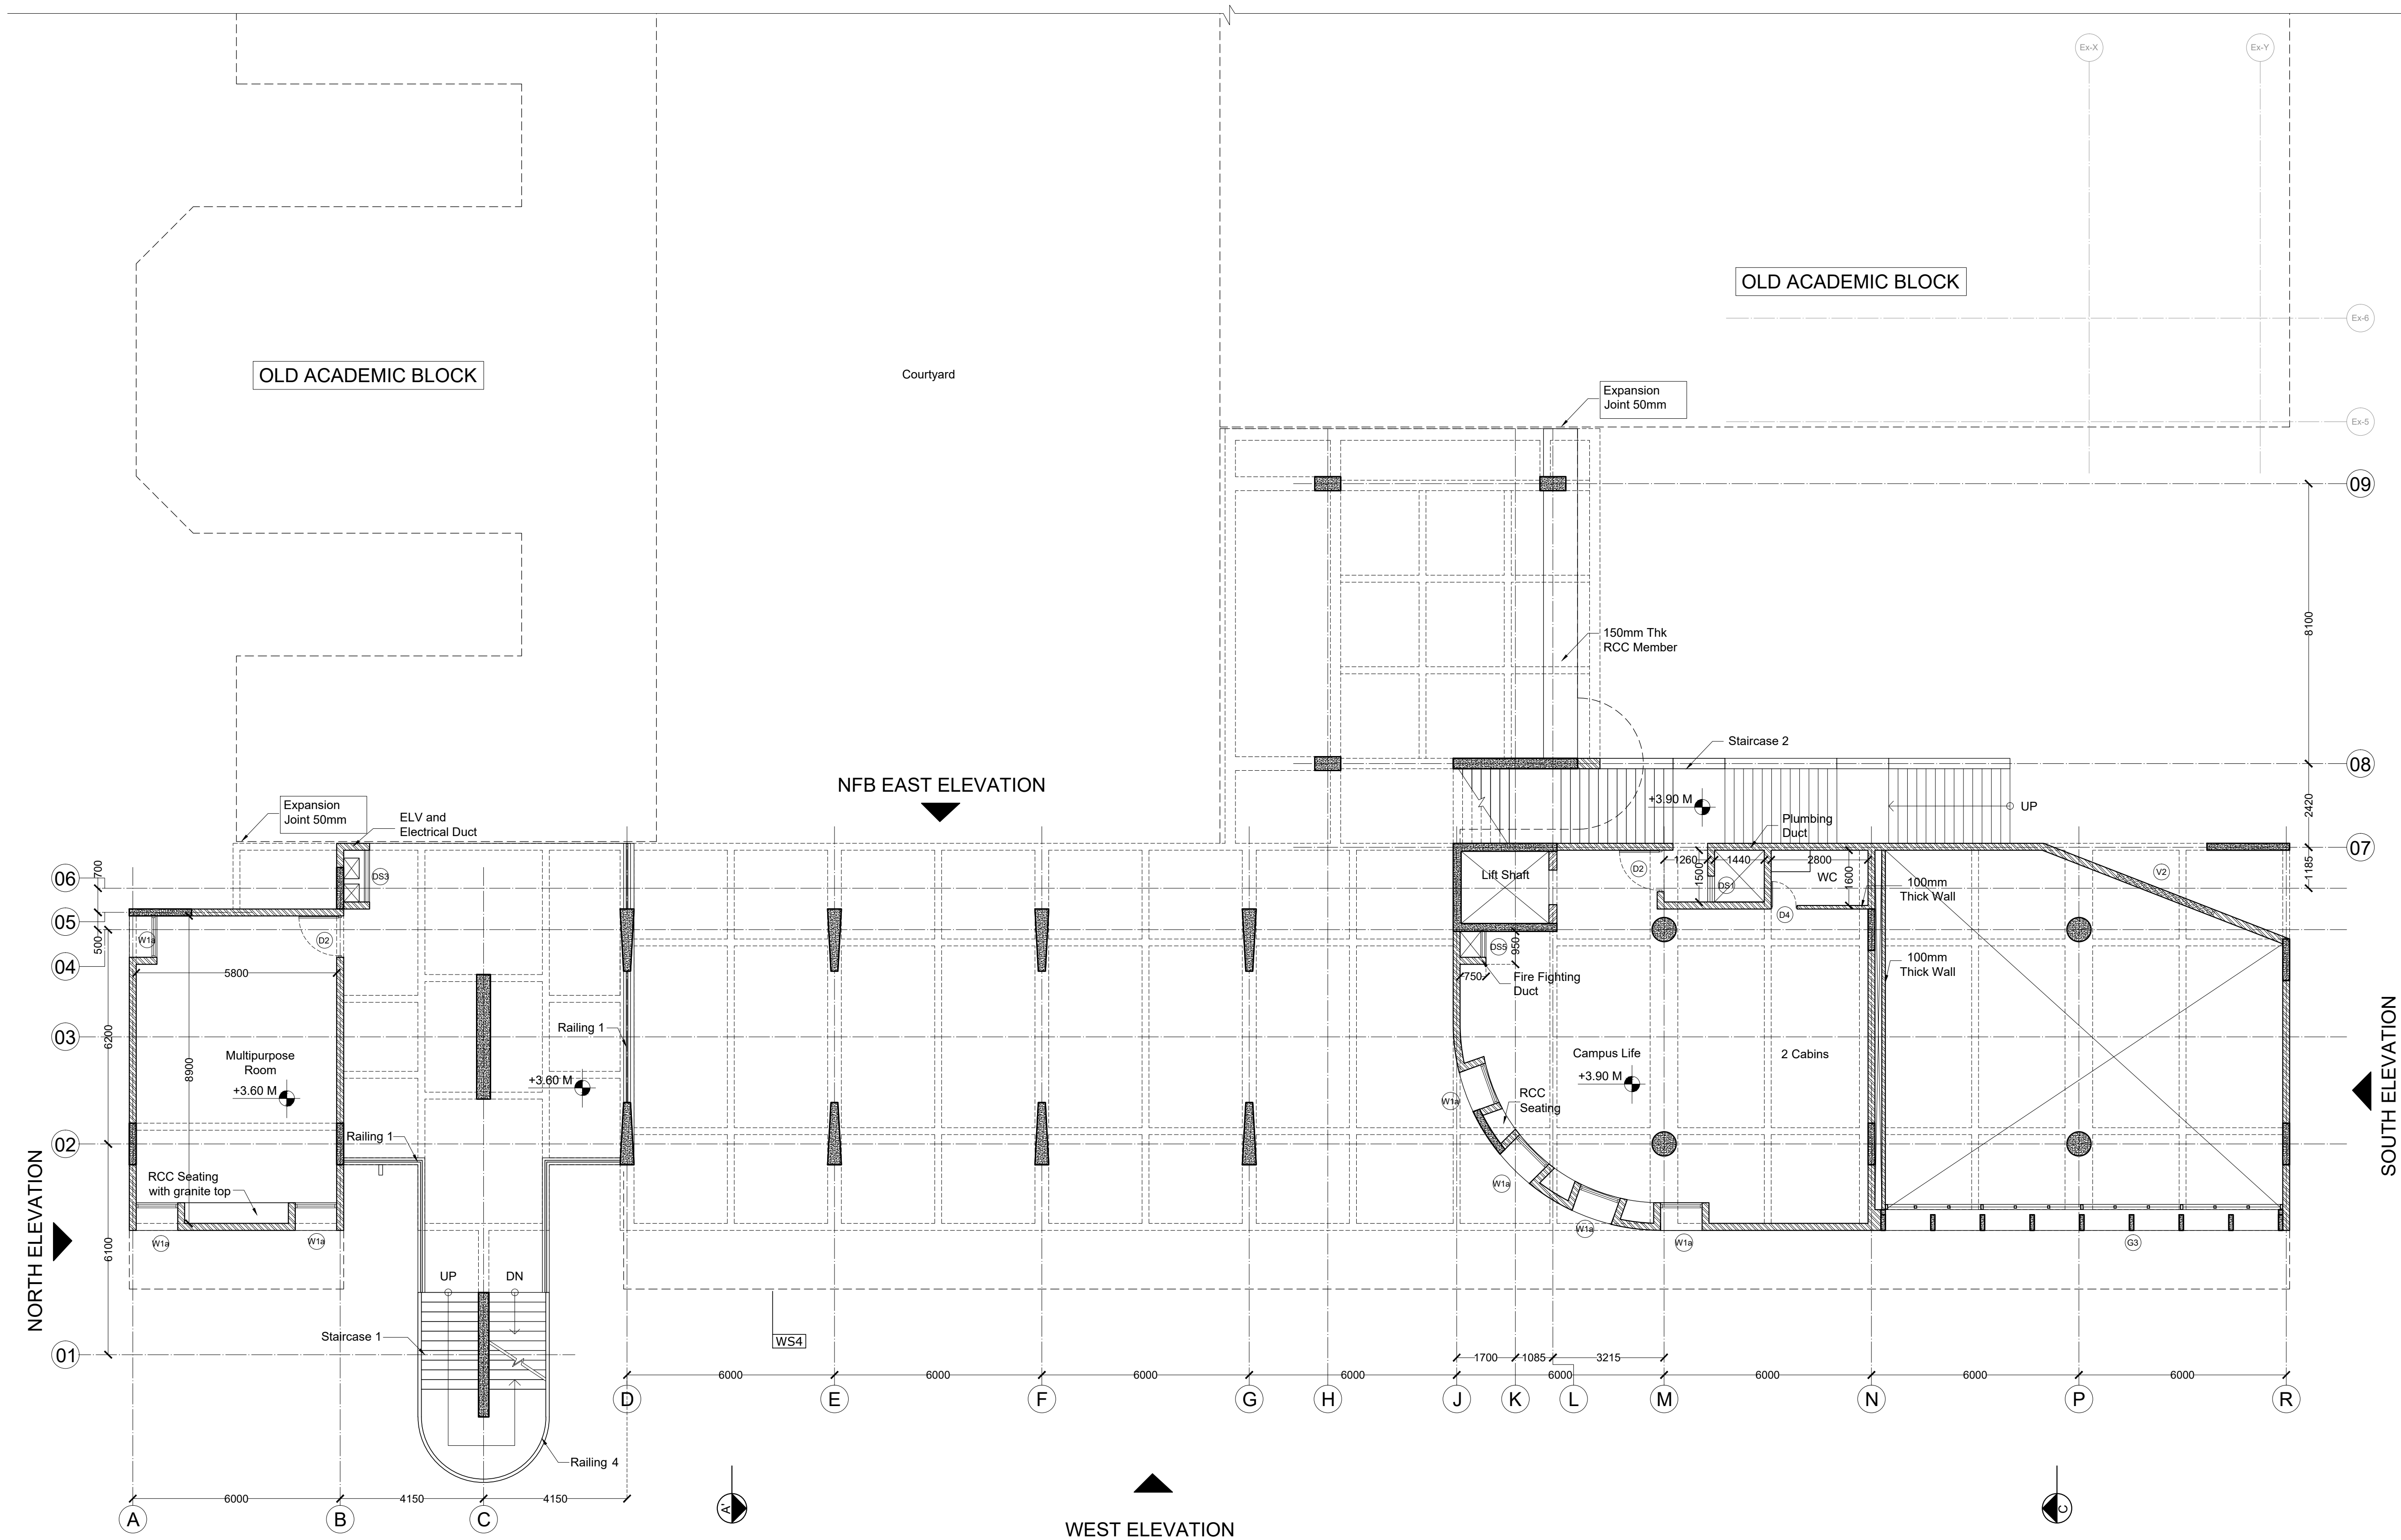 Ex-X
Ex-Y
OLD ACADEMIC BLOCK
Ex-6
OLD ACADEMIC BLOCK
Courtyard
Expansion
Joint 50mm
Ex-5
09
8100
150mm Thk
RCC Member
Staircase 2
08
NFB EAST ELEVATION
+3.90 M
UP
2420
Expansion
Joint 50mm
ELV and
Electrical Duct
Plumbing
Duct
07
06
700
DS3
Lift Shaft
D2
1260
1440
2800
1500
DS1
WC
1600
1185
V2
100mm
Thick Wall
05
500
W1a
D2
D4
04
DS5
950
5800
750
Fire Fighting
Duct
100mm
Thick Wall
03
6200
8900
Railing 1
Multipurpose
Room
+3.60 M
+3.60 M
Campus Life
+3.90 M
2 Cabins
W1a
RCC
Seating
SOUTH ELEVATION
02
Railing 1
RCC Seating
with granite top
W1a
NORTH ELEVATION
6100
W1a
W1a
W1a
W1a
G3
UP
DN
Staircase 1
WS4
01
1700
1085
3215
6000
6000
6000
6000
6000
6000
6000
6000
D
E
F
G
H
J
K
L
M
N
P
R
Railing 4
6000
4150
4150
A
B
C
A'
C
WEST ELEVATION